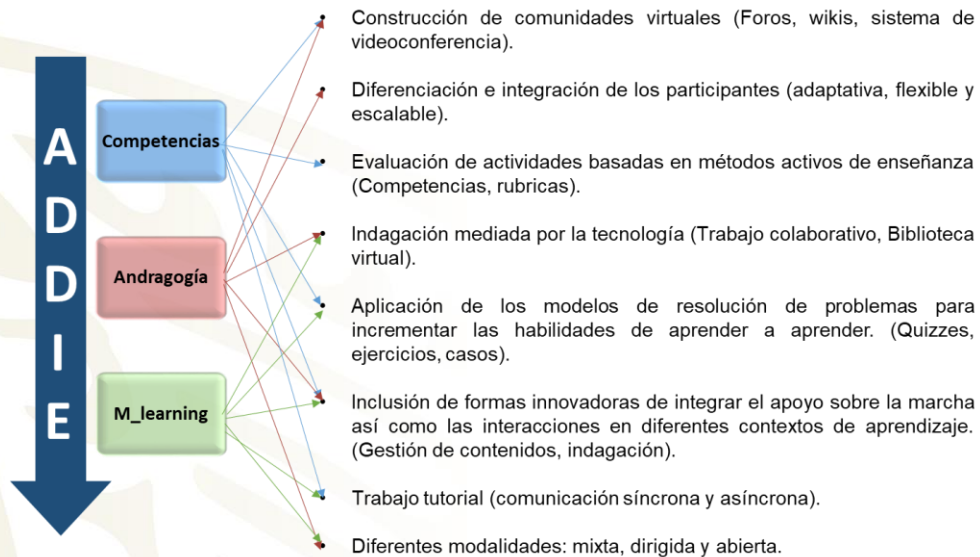 A
D
D
I
E
Competencias
Andragogía
M_learning
Construcción de comunidades virtuales (Foros, wikis, sistema de
videoconferencia).
Diferenciación e integración de los participantes (adaptativa, flexible y
escalable).
Evaluación de actividades basadas en métodos activos de enseñanza
(Competencias, rubricas).
Indagación mediada por la tecnología (Trabajo colaborativo, Biblioteca
virtual).
Aplicación de los modelos de resolución de problemas para
incrementar las habilidades de aprender a aprender. (Quizzes,
ejercicios, casos).
Inclusión de formas innovadoras de integrar el apoyo sobre la marcha
así como las interacciones en diferentes contextos de aprendizaje.
(Gestión de contenidos, indagación).
Trabajo tutorial (comunicación síncrona y asíncrona).
Diferentes modalidades: mixta, dirigida y abierta.